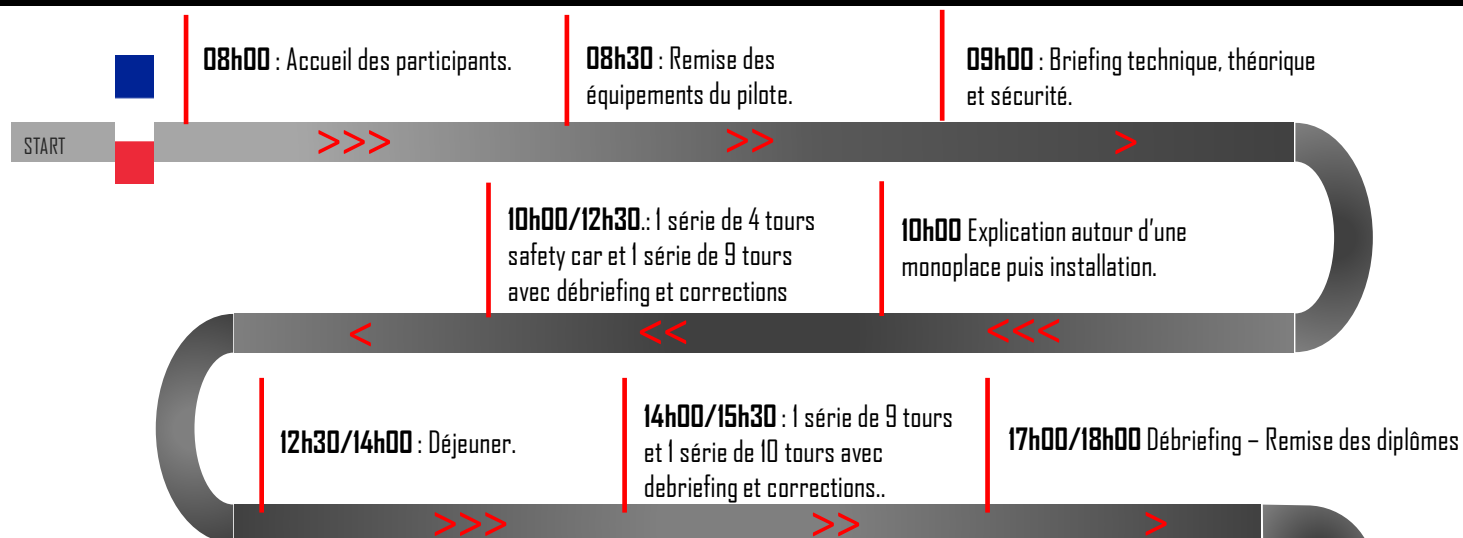 08h00 : Accueil des participants.
08h30 : Remise des
équipements du pilote.
09h00 : Briefing technique, théorique
et sécurité.
START
>>>
>>
>
10h00 Explication autour d'une
monoplace puis installation.
10h00/12h30.: 1 série de 4 tours
safety car et 1 série de 9 tours
avec débriefing et corrections
<<<
<<
<
12h30/14h00 : Déjeuner.
14h00/15h30 : 1 série de 9 tours
et 1 série de 10 tours avec
debriefing et corrections..
17h00/18h00 Débriefing – Remise des diplômes
>>>
>>
>